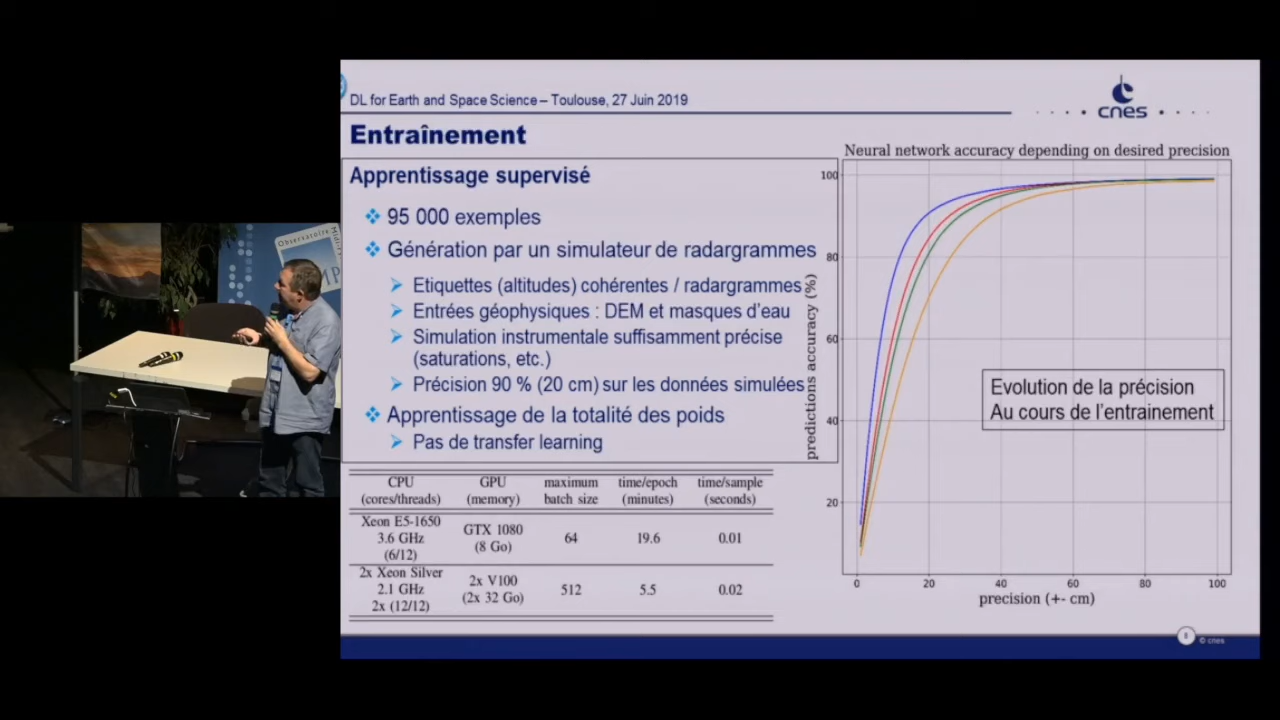 DL for Earth and Space Science – Toulouse, 27 Juin 2019
cnes
Entraînement
Apprentissage supervisé
95 000 exemples
Génération par un simulateur de radargrammes
Etiquettes (altitudes) cohérentes / radargrammes
Entrées géophysiques : DEM et masques d'eau
Simulation instrumentale suffisamment précise
(saturations, etc.)
Précision 90 % (20 cm) sur les données simulées
Apprentissage de la totalité des poids
Pas de transfer learning
CPU GPU maximum time/epoch time/sample
(cores/threads) (memory) batch size (minutes) (seconds)
Xeon E5-1650
3.6 GHz
(6/12)
GTX 1080
(8 Go)
64
19.6
0.01
2x Xeon Silver
2.1 GHz
2x (12/12)
2x V100
(2x 32 Go)
512
5.5
0.02
Neural network accuracy depending on desired precision
100
80
60
40
20
predictions accuracy (%)
Evolution de la précision
Au cours de l'entrainement
0 20 40 60 80 100
precision (+- cm)
8
© cnes
Observatoire